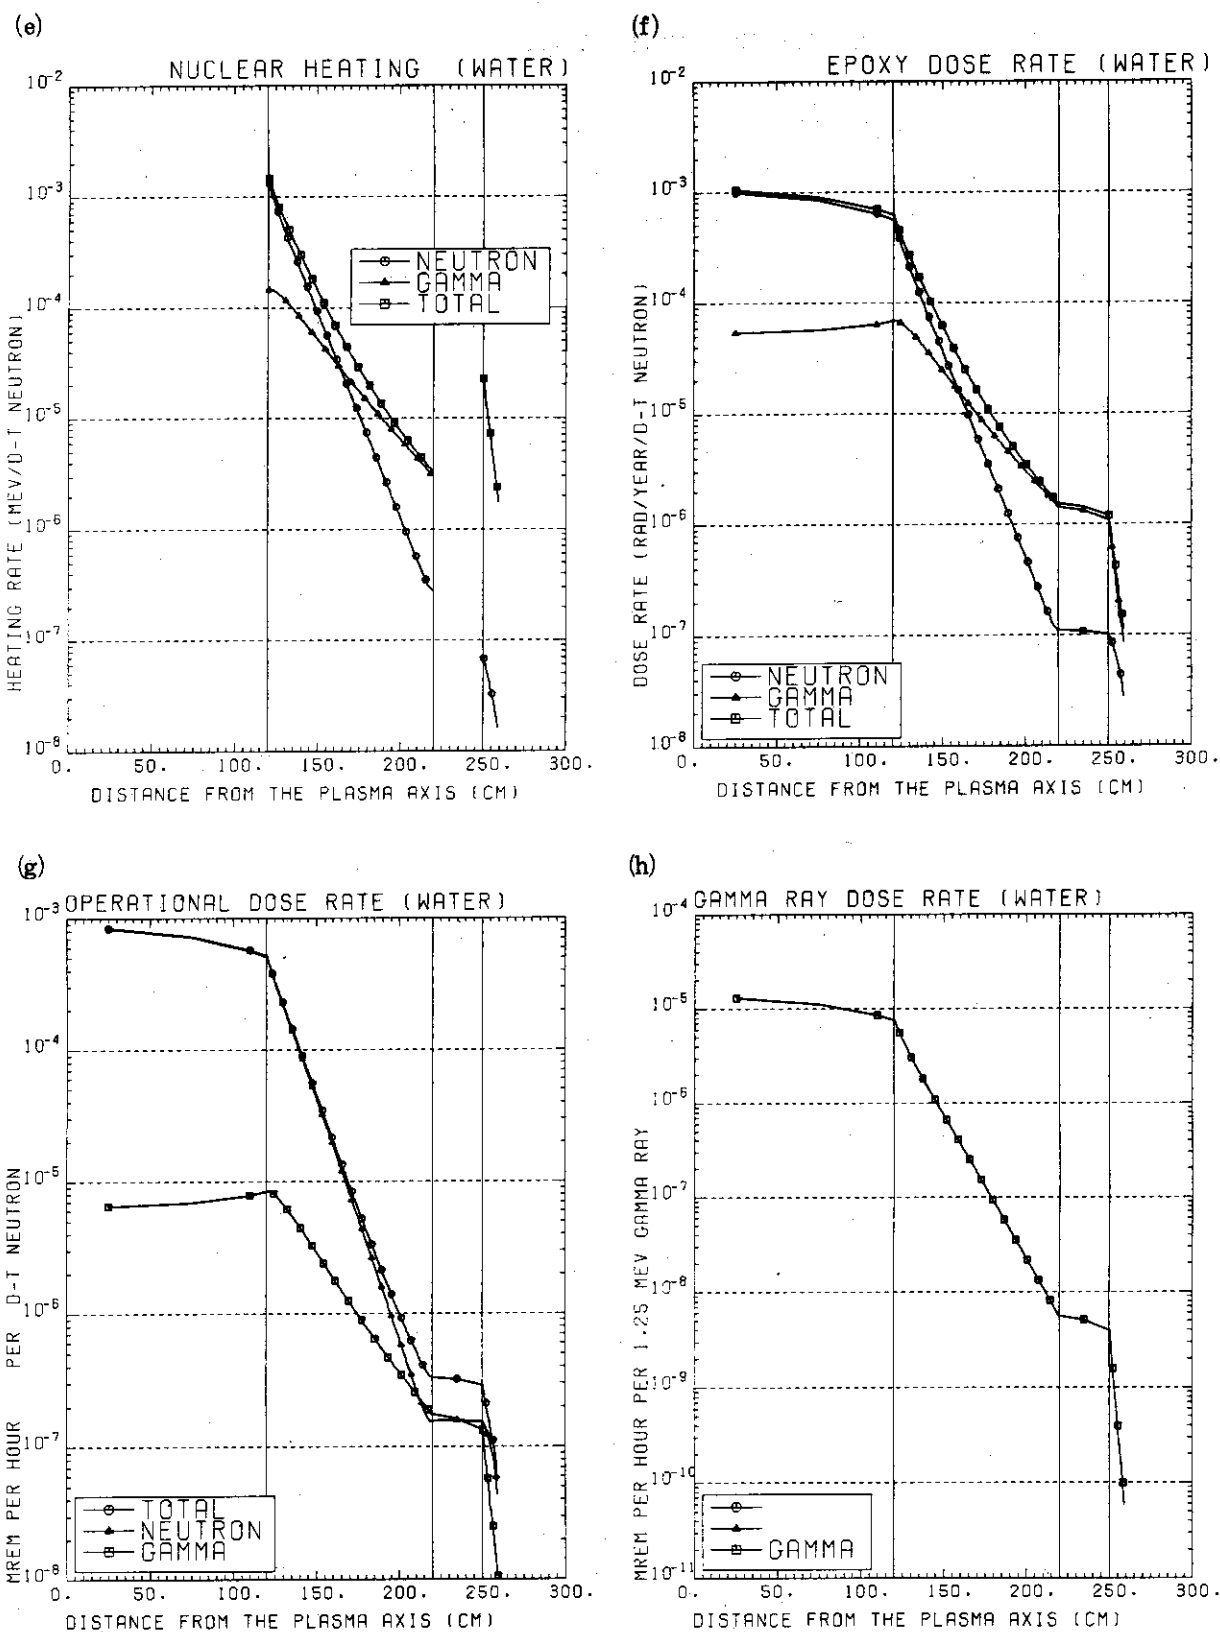 (e)
NUCLEAR HEATING (WATER)
10-2
10-3
10-4
10-5
10-6
10-7
10-8
HEATING RATE (MEV/D-T NEUTRON)
NEUTRON
GAMMA
TOTAL
0. 50. 100. 150. 200. 250. 300.
DISTANCE FROM THE PLASMA AXIS (CM)
(f)
EPOXY DOSE RATE (WATER)
10-2
10-3
10-4
10-5
10-6
10-7
10-8
DOSE RATE (RAD/YEAR/D-T NEUTRON)
NEUTRON
GAMMA
TOTAL
0. 50. 100. 150. 200. 250. 300.
DISTANCE FROM THE PLASMA AXIS (CM)
(g)
OPERATIONAL DOSE RATE (WATER)
10-3
10-4
10-5
10-6
10-7
10-8
MREM PER HOUR PER D-T NEUTRON
TOTAL
NEUTRON
GAMMA
0. 50. 100. 150. 200. 250. 300.
DISTANCE FROM THE PLASMA AXIS (CM)
(h)
GAMMA RAY DOSE RATE (WATER)
10-4
10-5
10-6
10-7
10-8
10-9
10-10
10-11
MREM PER HOUR PER 1.25 MEV GAMMA RAY
GAMMA
0. 50. 100. 150. 200. 250. 300.
DISTANCE FROM THE PLASMA AXIS (CM)